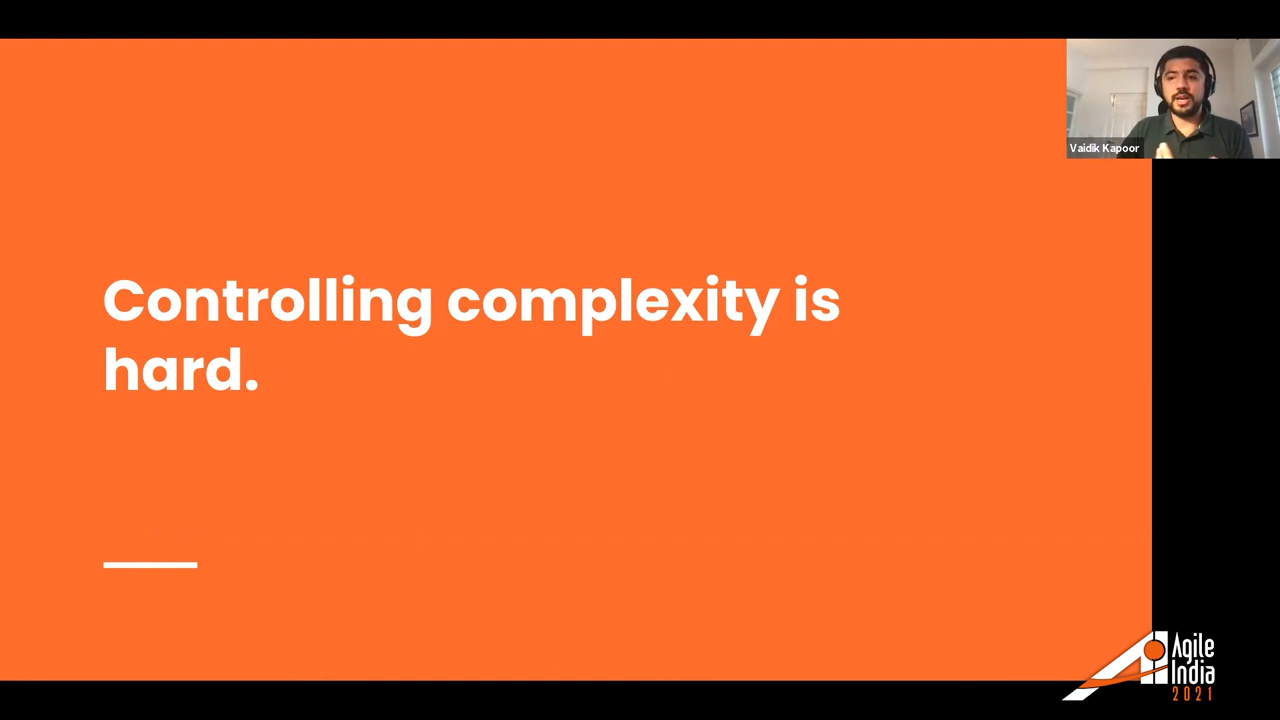 Vaidik Kapoor
Controlling complexity is
hard.
Agile
India
2021